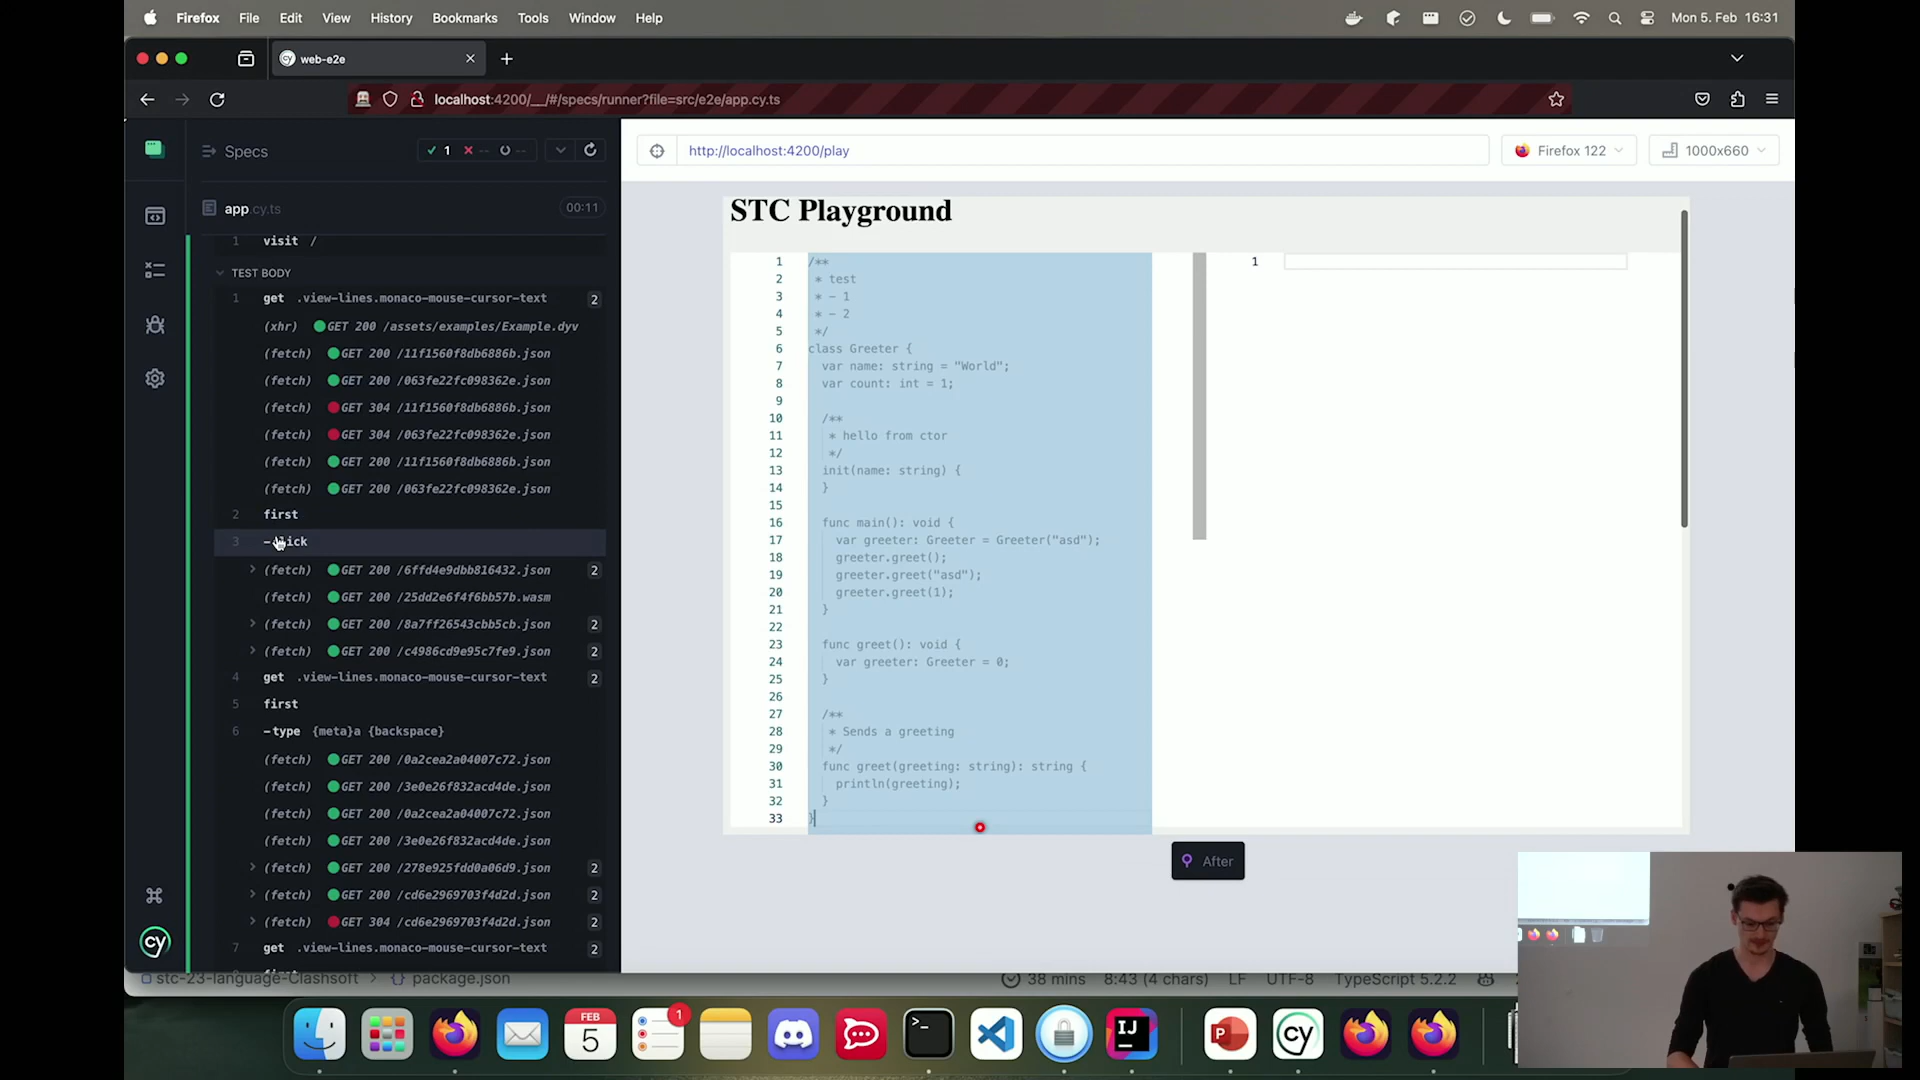 Firefox File Edit View History Bookmarks Tools Window Help
Mon 5. Feb 16:31
web-e2e
localhost:4200/__/#/specs/runner?file=src/e2e/app.cy.ts
Specs
1 -- --
app.cy.ts
00:11
1 visit /
TEST BODY
1 get .view-lines.monaco-mouse-cursor-text 2
(xhr) GET 200 /assets/examples/Example.dyv
(fetch) GET 200 /11f1560f8db6886b.json
(fetch) GET 200 /063fe22fc098362e.json
(fetch) GET 304 /11f1560f8db6886b.json
(fetch) GET 304 /063fe22fc098362e.json
(fetch) GET 200 /11f1560f8db6886b.json
(fetch) GET 200 /063fe22fc098362e.json
2 first
3 -click
(fetch) GET 200 /6ffd4e9dbb816432.json 2
(fetch) GET 200 /25dd2e6f4f6bb57b.wasm
(fetch) GET 200 /8a7ff26543cbb5cb.json 2
(fetch) GET 200 /c4986cd9e95c7fe9.json 2
4 get .view-lines.monaco-mouse-cursor-text 2
5 first
6 -type {meta}a {backspace}
(fetch) GET 200 /0a2cea2a04007c72.json
(fetch) GET 200 /3e0e26f832acd4de.json
(fetch) GET 200 /0a2cea2a04007c72.json
(fetch) GET 200 /3e0e26f832acd4de.json
(fetch) GET 200 /278e925fdd0a06d9.json 2
(fetch) GET 200 /cd6e2969703f4d2d.json 2
(fetch) GET 304 /cd6e2969703f4d2d.json 2
7 get .view-lines.monaco-mouse-cursor-text 2
cy
http://localhost:4200/play
Firefox 122
1000x660
STC Playground
1 /**
2 * test
3 * - 1
4 * - 2
5 */
6 class Greeter {
7 var name: string = "World";
8 var count: int = 1;
9
10 /**
11 * hello from ctor
12 */
13 init(name: string) {
14 }
15
16 func main(): void {
17 var greeter: Greeter = Greeter("asd");
18 greeter.greet();
19 greeter.greet("asd");
20 greeter.greet(1);
21 }
22
23 func greet(): void {
24 var greeter: Greeter = 0;
25 }
26
27 /**
28 * Sends a greeting
29 */
30 func greet(greeting: string): string {
31 println(greeting);
32 }
33 }
1
After
stc-23-language-Clashsoft > {} package.json
38 mins 8:43 (4 chars) LF UTF-8 TypeScript 5.2.2
FEB
5
1
>_
IJ
P
cy